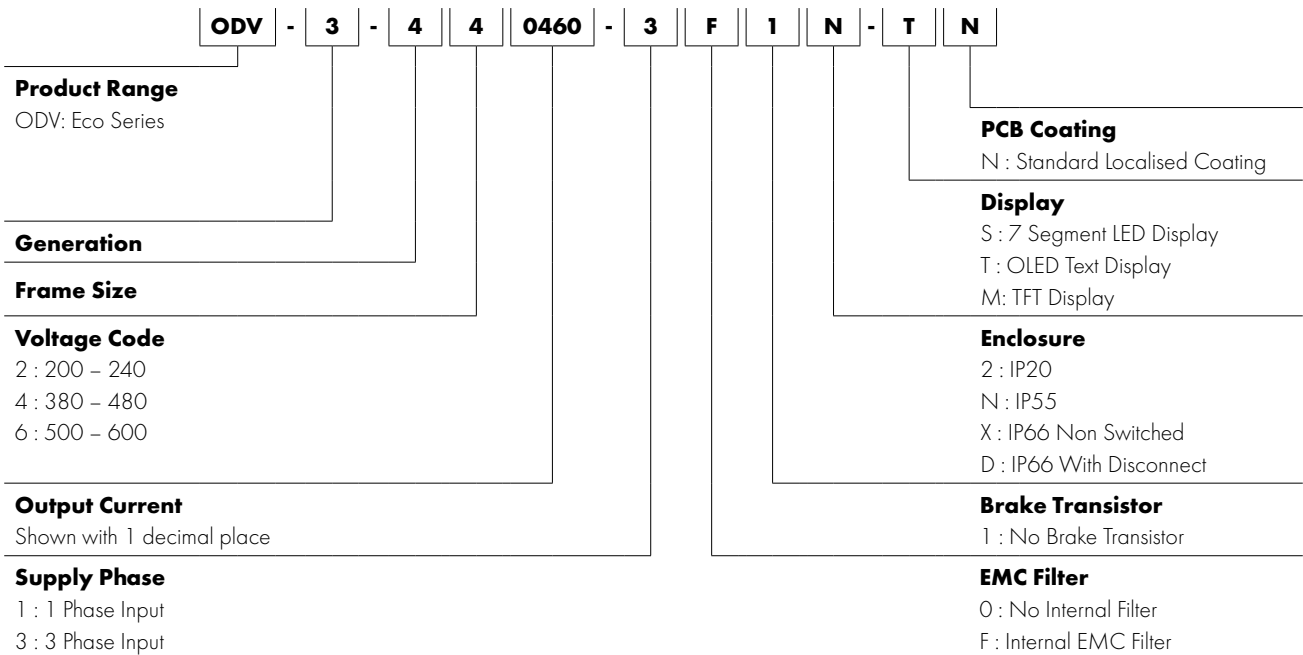 ODV - 3 - 4 4 0460 - 3 F 1 N - T N
Product Range
ODV: Eco Series
Generation
Frame Size
Voltage Code
2 : 200 – 240
4 : 380 – 480
6 : 500 – 600
Output Current
Shown with 1 decimal place
Supply Phase
1 : 1 Phase Input
3 : 3 Phase Input
PCB Coating
N : Standard Localised Coating
Display
S : 7 Segment LED Display
T : OLED Text Display
M: TFT Display
Enclosure
2 : IP20
N : IP55
X : IP66 Non Switched
D : IP66 With Disconnect
Brake Transistor
1 : No Brake Transistor
EMC Filter
0 : No Internal Filter
F : Internal EMC Filter